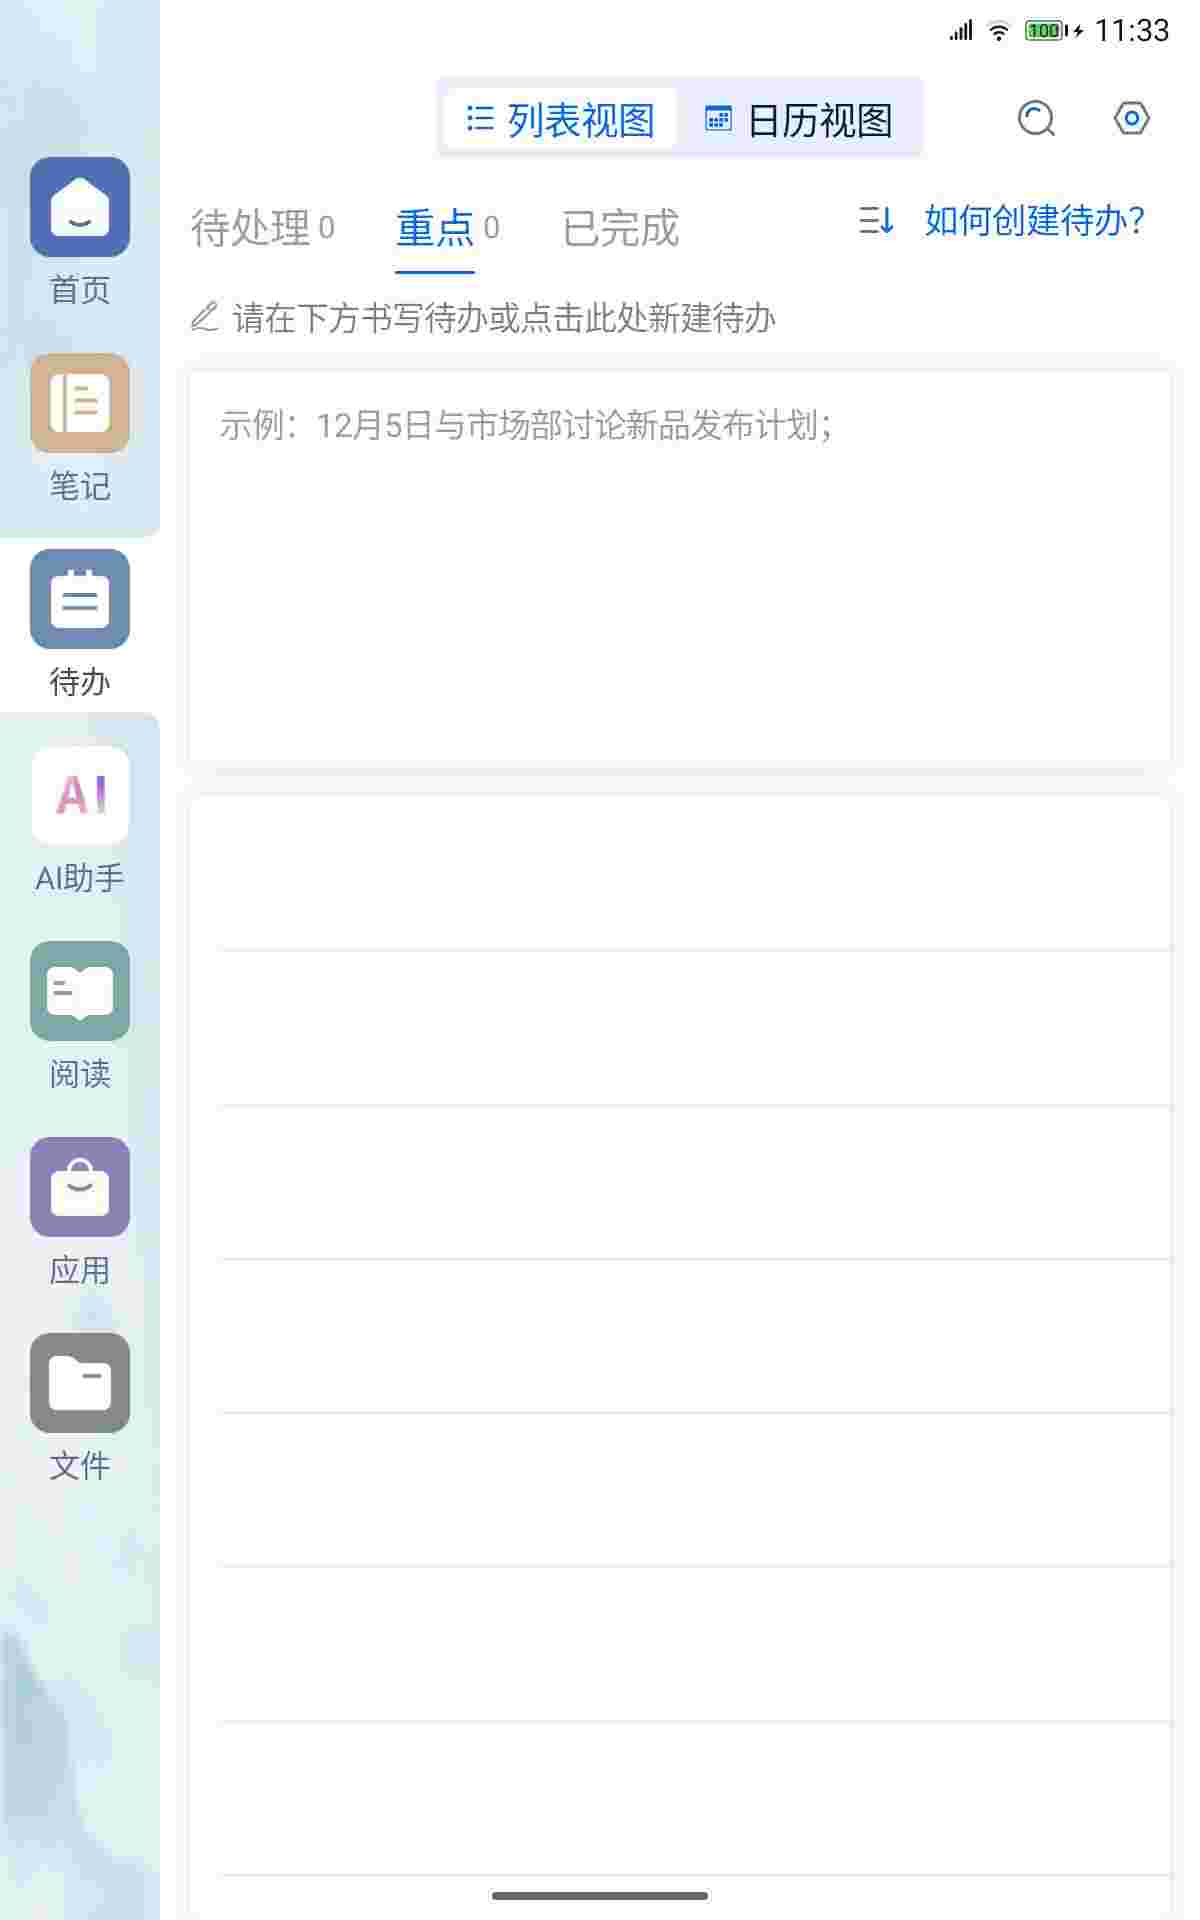 100 11:33
列表视图 日历视图
待处理 0 重点 0 已完成 如何创建待办?
请在下方书写待办或点击此处新建待办
示例：12月5日与市场部讨论新品发布计划；
首页
笔记
待办
AI
AI助手
阅读
应用
文件